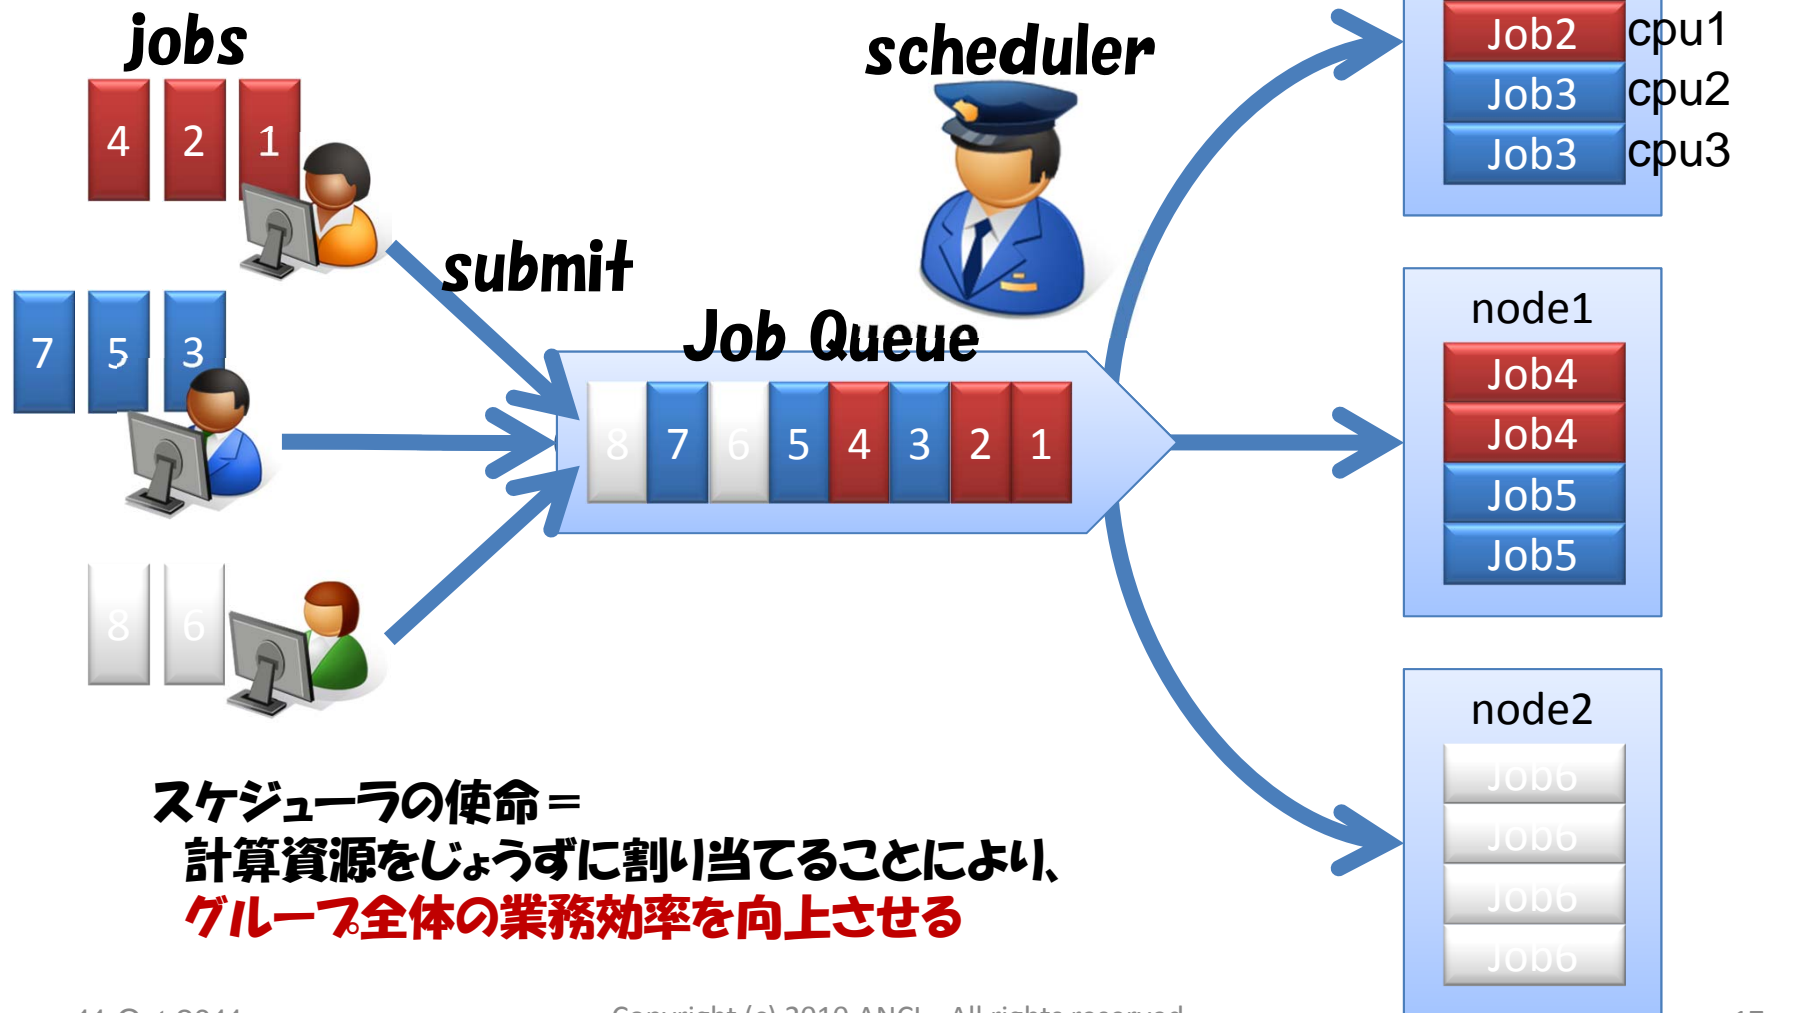 jobs
4 2 1
submit
7 5 3
8 6
scheduler
Job Queue
8 7 6 5 4 3 2 1
Job2 cpu1
Job3 cpu2
Job3 cpu3
node1
Job4
Job4
Job5
Job5
node2
Job6
Job6
Job6
Job6
スケジューラの使命＝
計算資源をじょうずに割り当てることにより、
グループ全体の業務効率を向上させる
All rights reserved